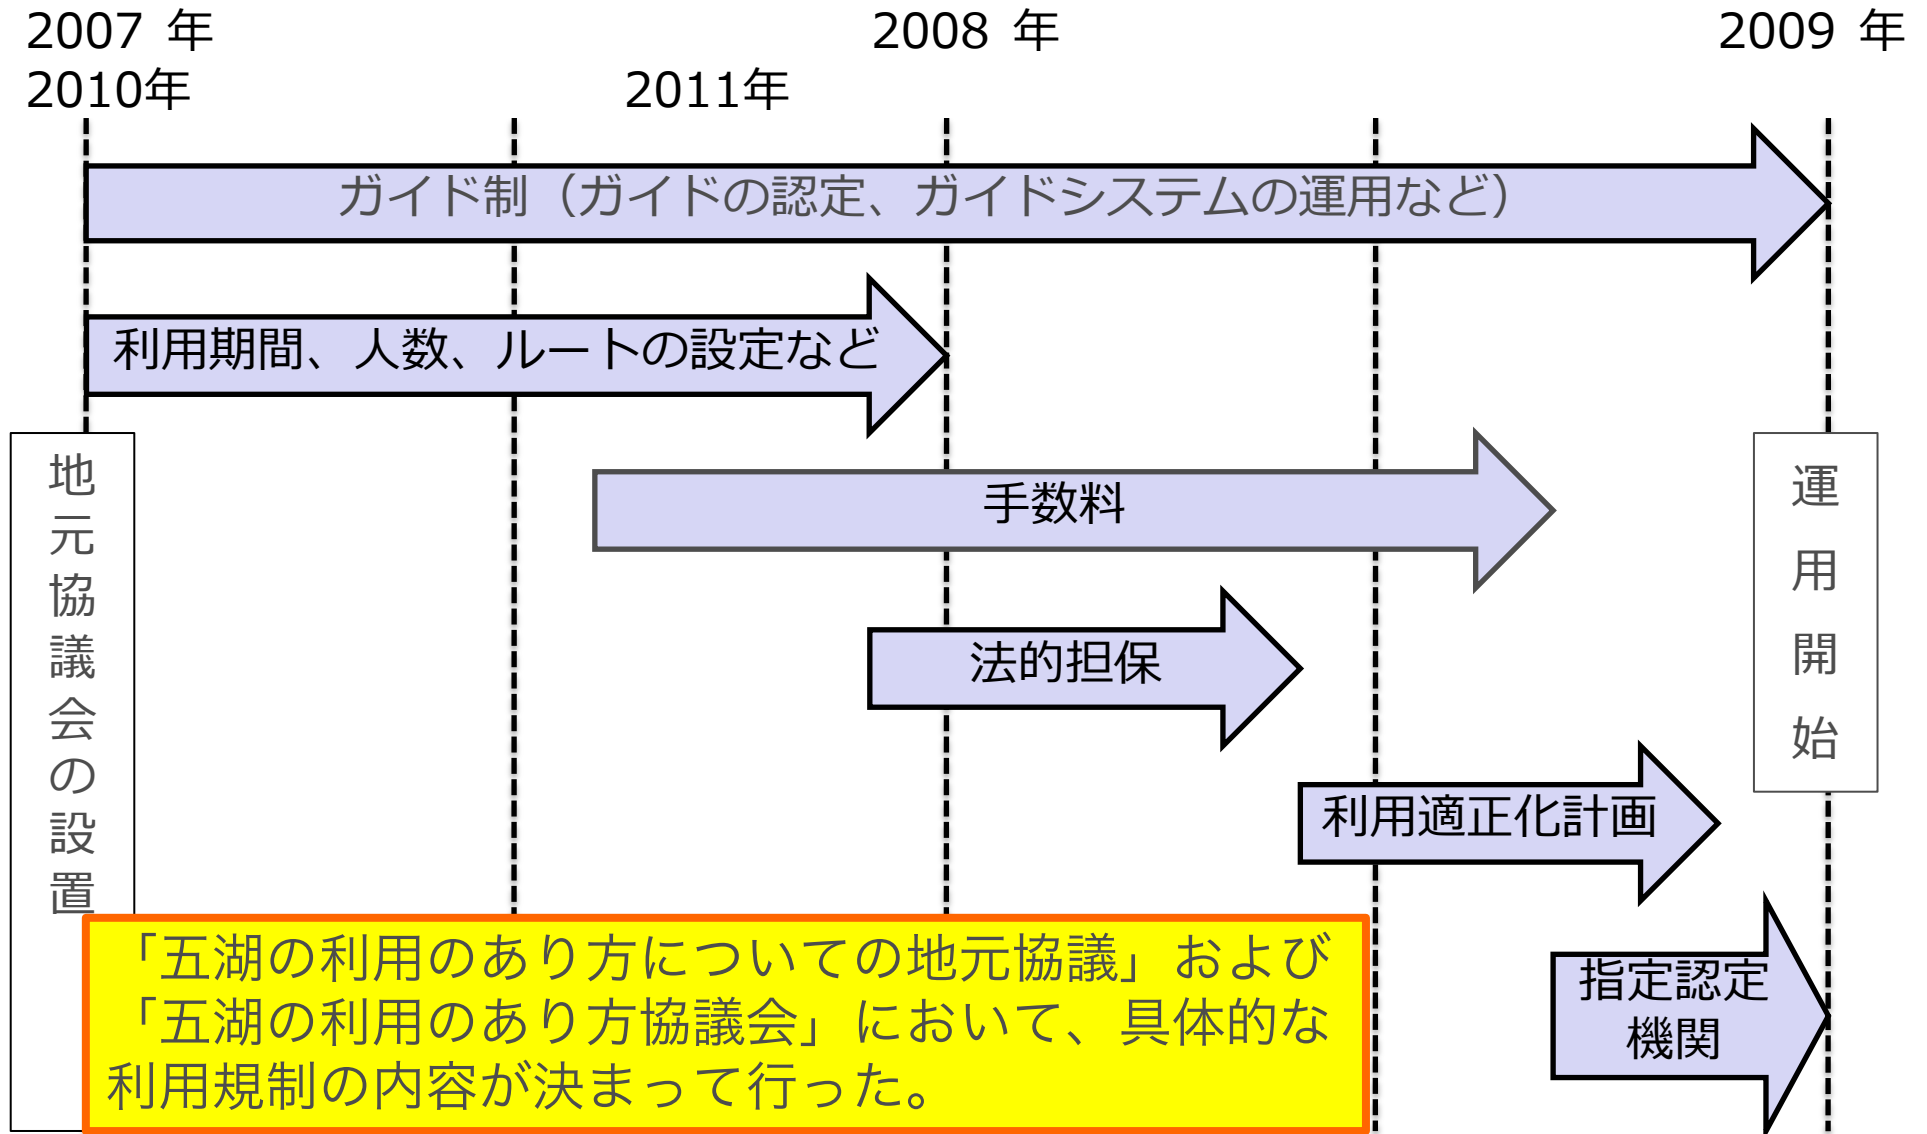 2007 年 2008 年 2009 年
2010年 2011年
ガイド制（ガイドの認定、ガイドシステムの運用など）
利用期間、人数、ルートの設定など
地元協議会の設置
手数料
運用開始
法的担保
利用適正化計画
指定認定
機関
「五湖の利用のあり方についての地元協議」および
「五湖の利用のあり方協議会」において、具体的な
利用規制の内容が決まって行った。